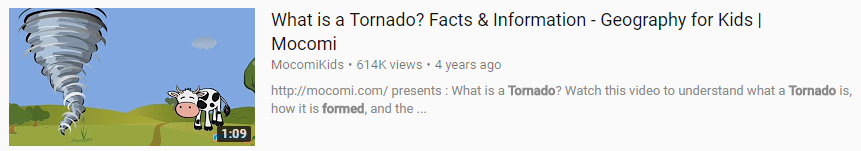 What is a Tornado? Facts & Information - Geography for Kids |
Mocomi
MocomiKids • 614K views • 4 years ago
http://mocomi.com/ presents : What is a Tornado? Watch this video to understand what a Tornado is,
how it is formed, and the ...
1:09